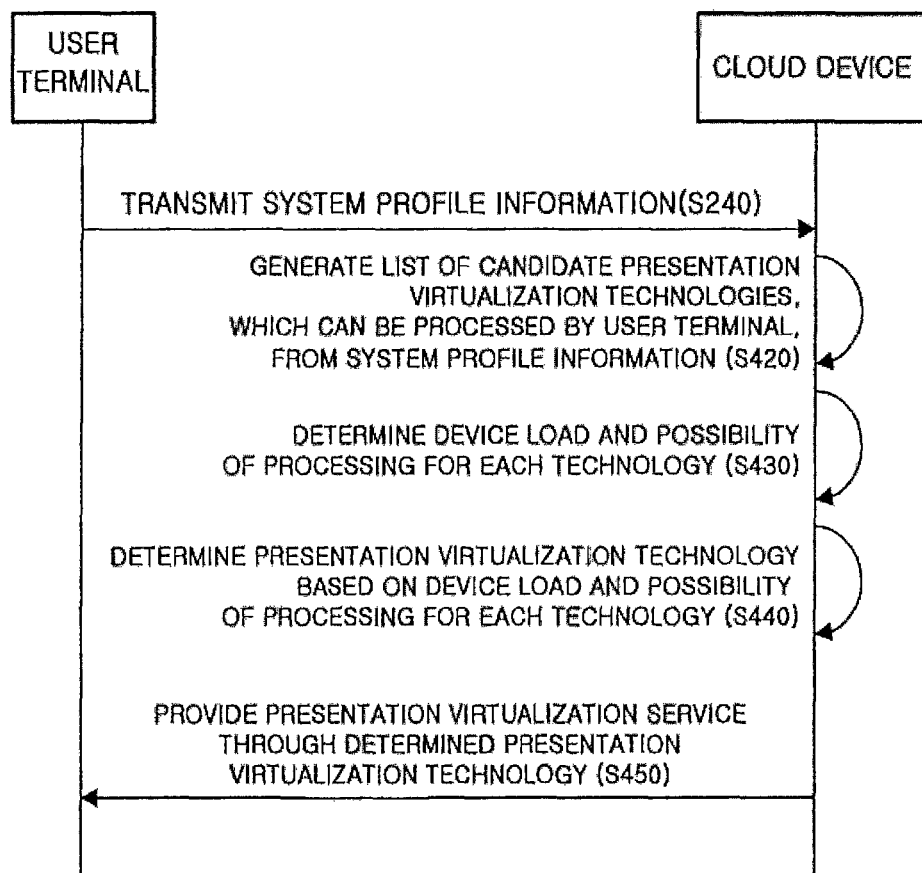 USER
TERMINAL
CLOUD DEVICE
TRANSMIT SYSTEM PROFILE INFORMATION(S240)
GENERATE LIST OF CANDIDATE PRESENTATION
VIRTUALIZATION TECHNOLOGIES,
WHICH CAN BE PROCESSED BY USER TERMINAL,
FROM SYSTEM PROFILE INFORMATION (S420)
DETERMINE DEVICE LOAD AND POSSIBILITY
OF PROCESSING FOR EACH TECHNOLOGY (S430)
DETERMINE PRESENTATION VIRTUALIZATION TECHNOLOGY
BASED ON DEVICE LOAD AND POSSIBILITY
OF PROCESSING FOR EACH TECHNOLOGY (S440)
PROVIDE PRESENTATION VIRTUALIZATION SERVICE
THROUGH DETERMINED PRESENTATION
VIRTUALIZATION TECHNOLOGY (S450)